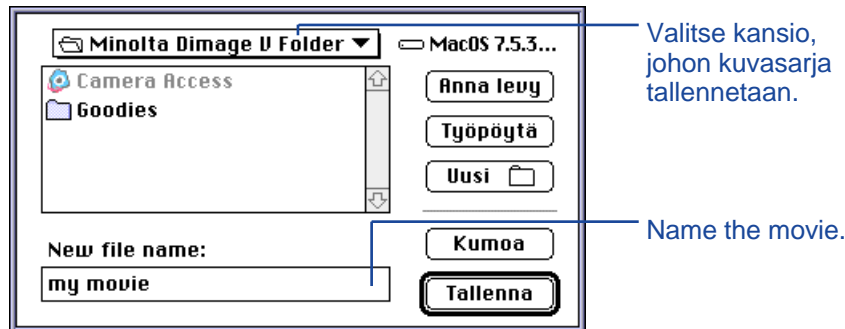 Minolta Dimage V Folder
MacOS 7.5.3...
Valitse kansio,
johon kuvasarja
tallennetaan.
Camera Access
Goodies
Anna levy
Työpöytä
Uusi
New file name:
my movie
Kumoa
Tallenna
Name the movie.